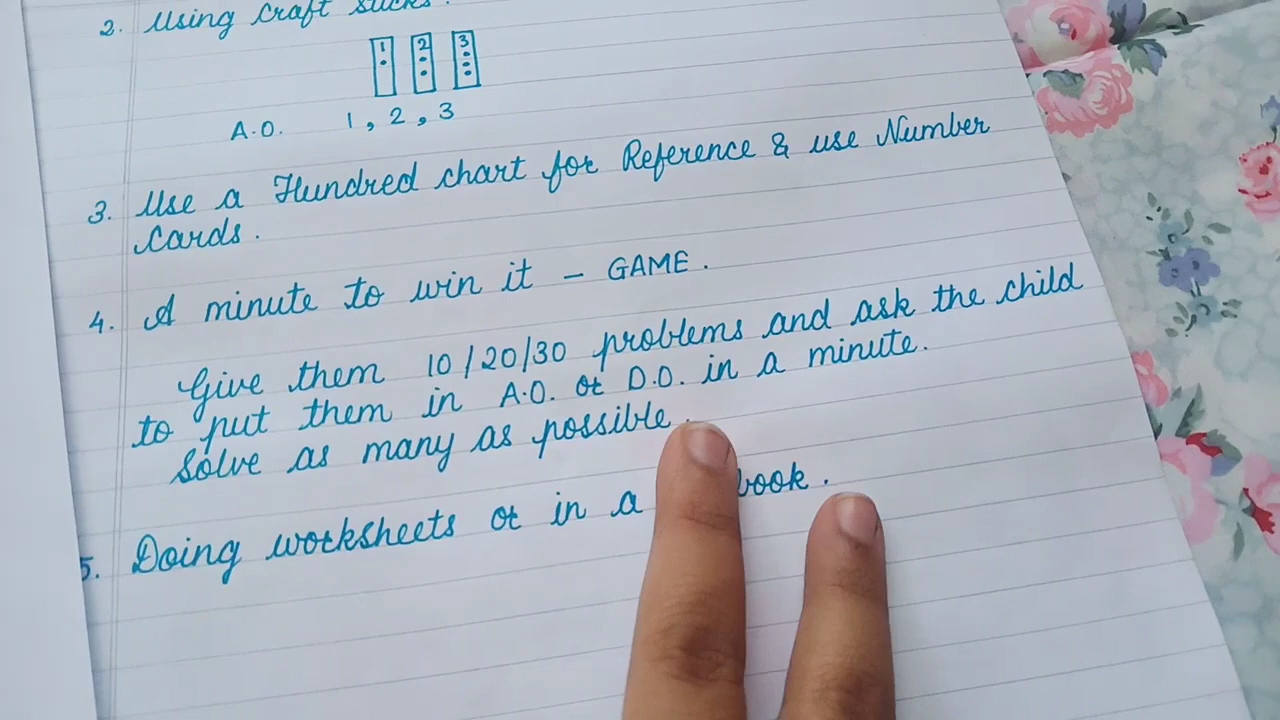 2. Using craft sticks.
1 2 3
A.O. 1, 2, 3
3. Use a Hundred chart for Reference & use Number
cards.
4. A minute to win it - GAME.
Give them 10/20/30 problems and ask the child
to put them in A.O. or D.O. in a minute.
Solve as many as possible.
5. Doing worksheets or in a book.